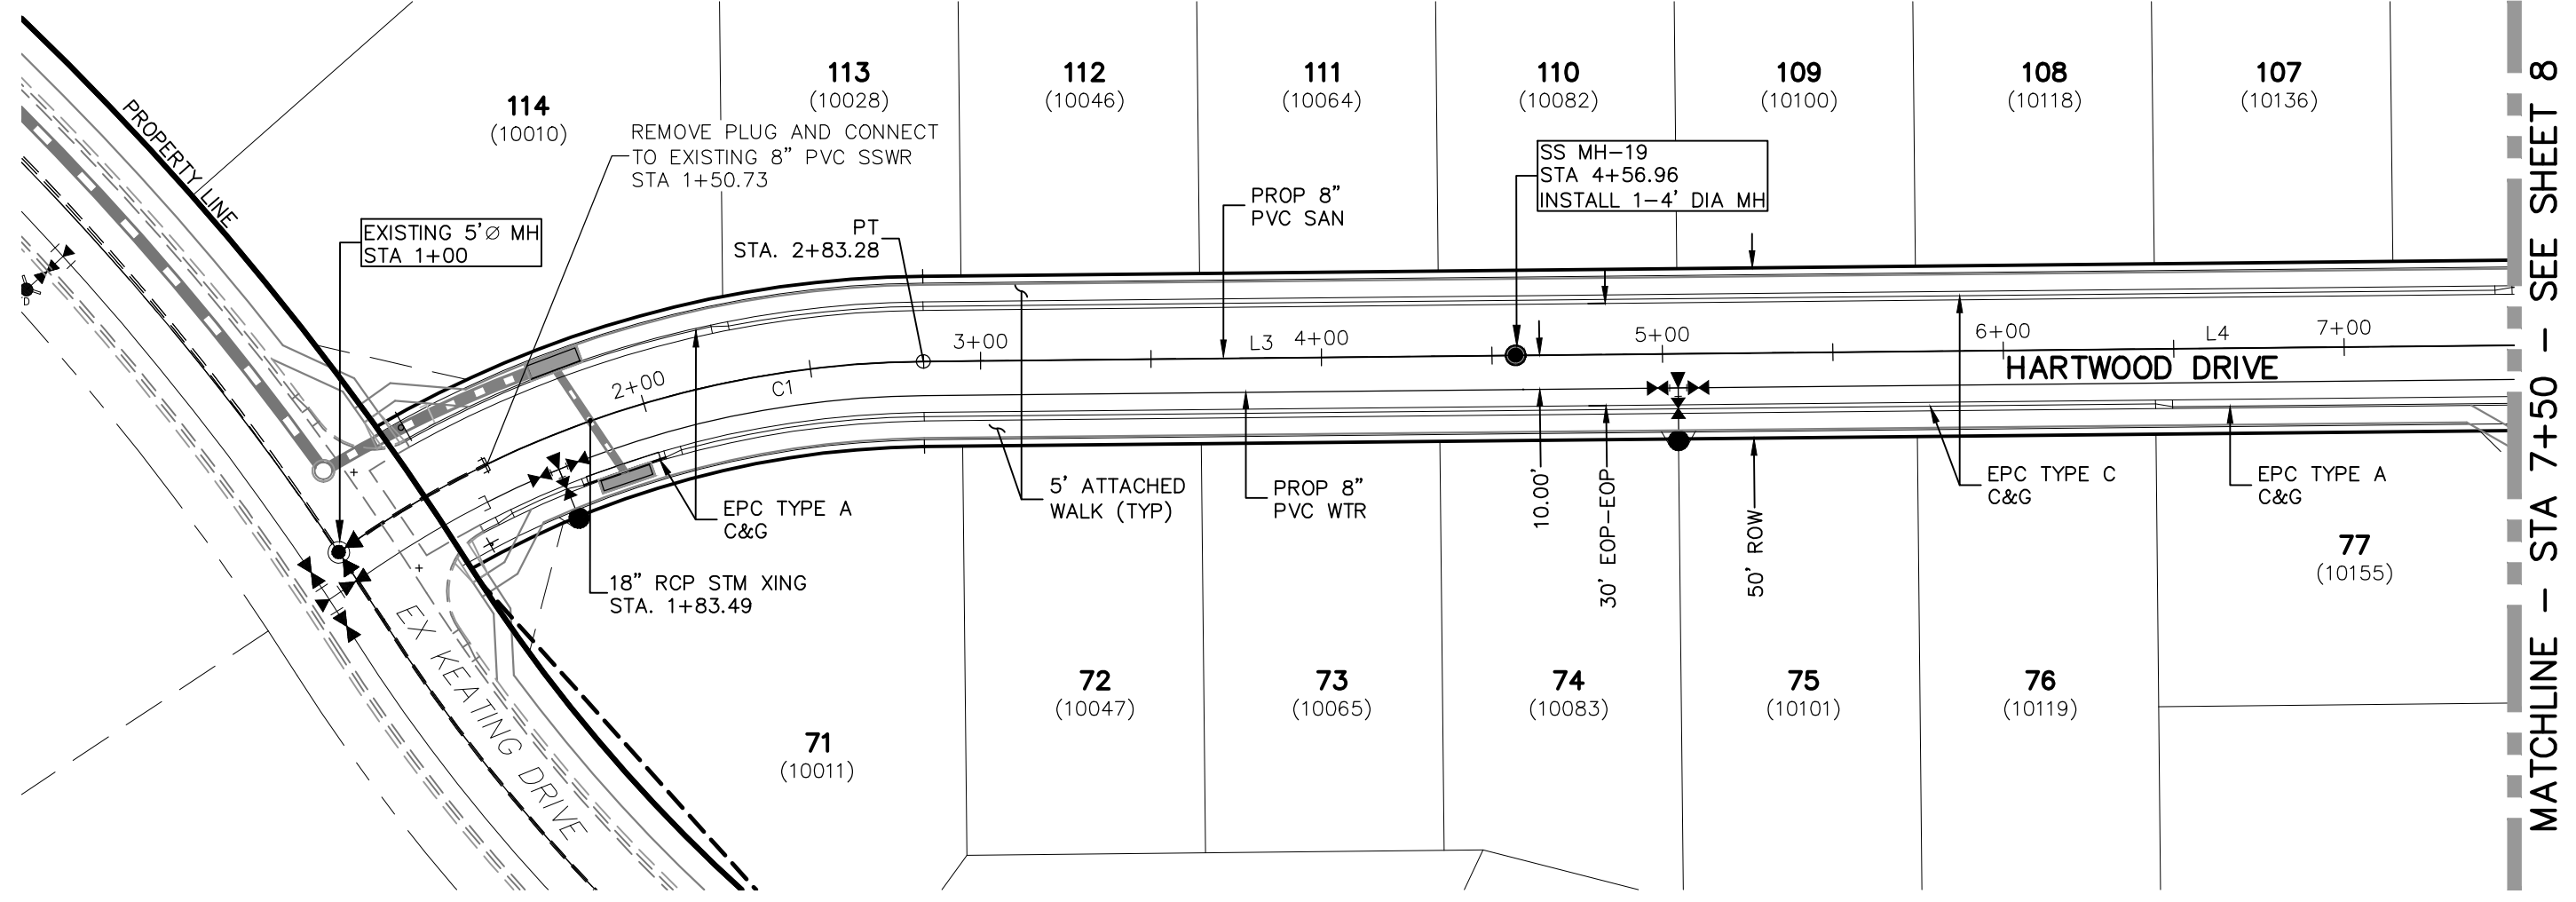 113
(10028)
112
(10046)
111
(10064)
110
(10082)
109
(10100)
108
(10118)
107
(10136)
114
(10010)
PROPERTY LINE
REMOVE PLUG AND CONNECT
TO EXISTING 8" PVC SSWR
STA 1+50.73
SS MH-19
STA 4+56.96
INSTALL 1-4' DIA MH
PROP 8"
PVC SAN
EXISTING 5'∅ MH
STA 1+00
PT
STA. 2+83.28
2+00
C1
3+00
L3
4+00
5+00
6+00
L4
7+00
HARTWOOD DRIVE
EPC TYPE A
C&G
5' ATTACHED
WALK (TYP)
PROP 8"
PVC WTR
10.00'
30' EOP-EOP
50' ROW
EPC TYPE C
C&G
EPC TYPE A
C&G
18" RCP STM XING
STA. 1+83.49
EX KEATING DRIVE
77
(10155)
72
(10047)
73
(10065)
74
(10083)
75
(10101)
76
(10119)
71
(10011)
MATCHLINE - STA 7+50 - SEE SHEET 8